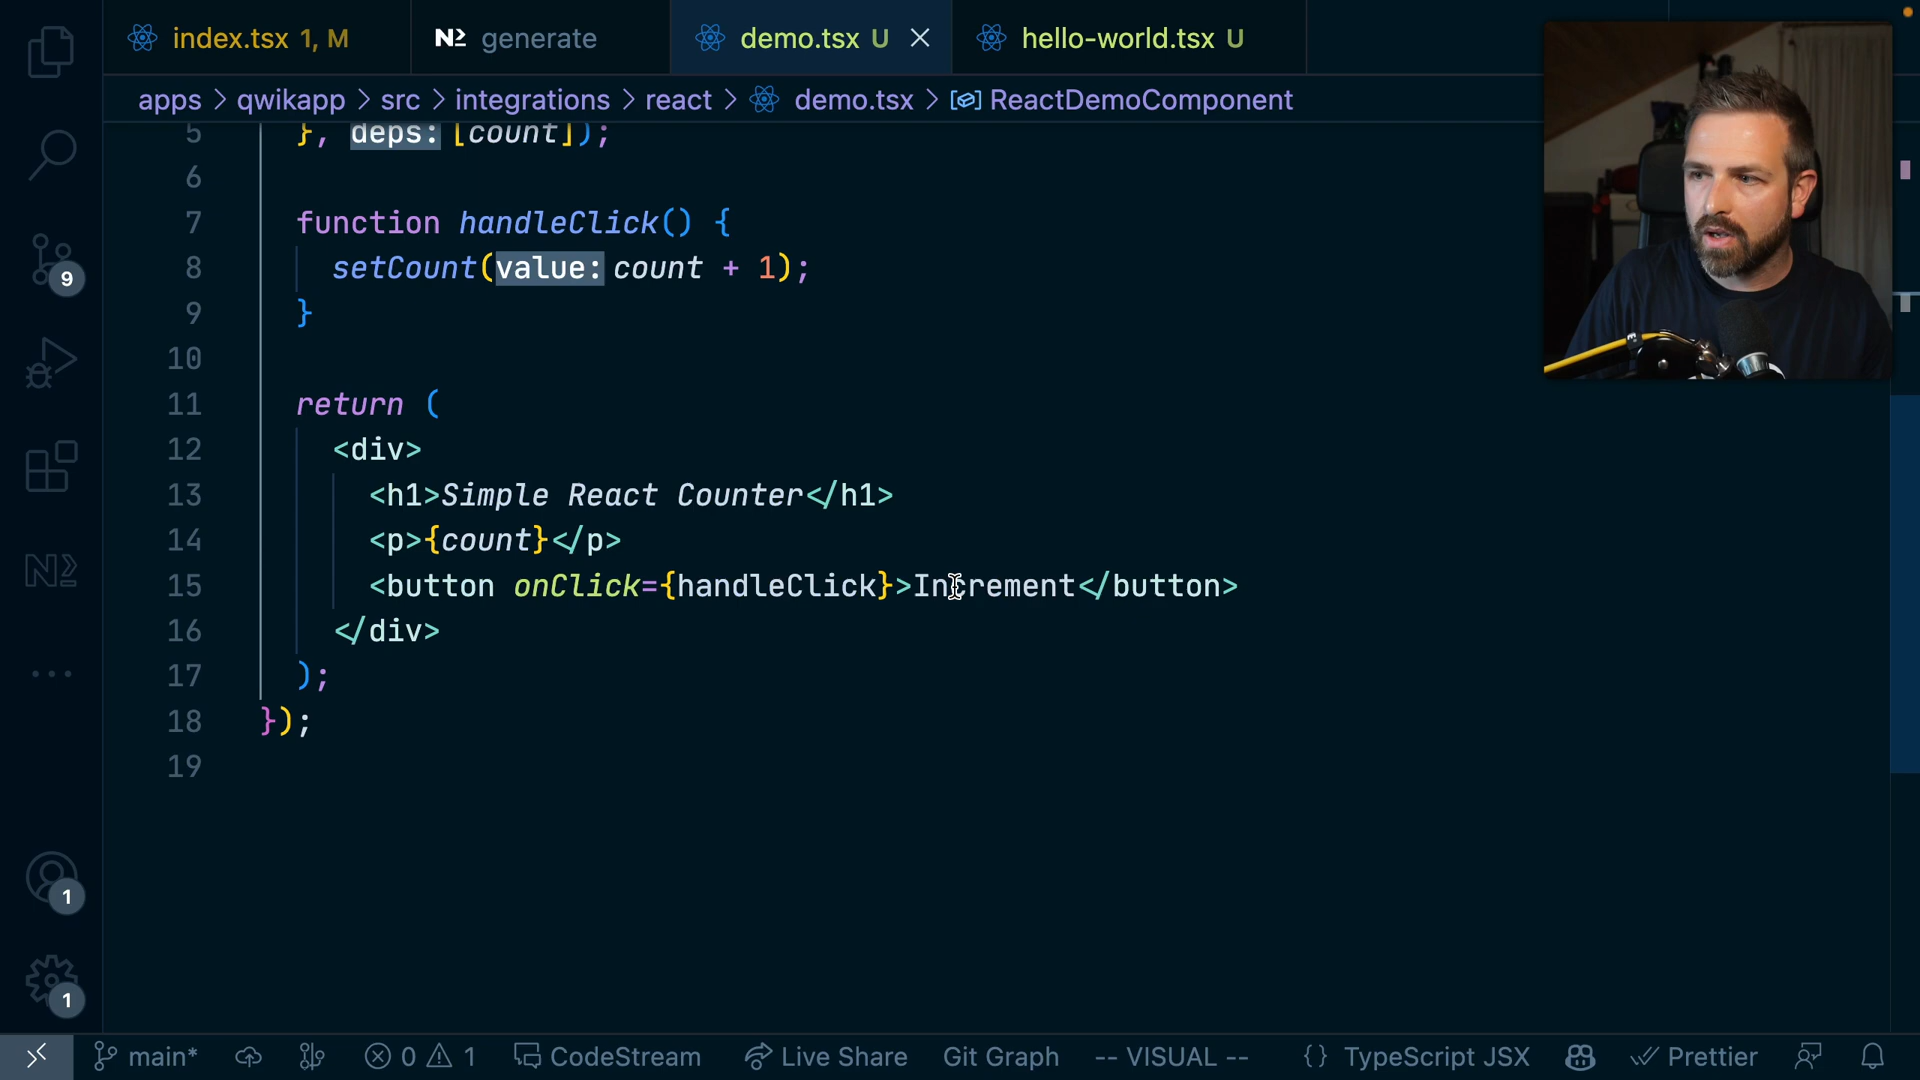 index.tsx 1, M
generate
demo.tsx U
hello-world.tsx U
apps > qwikapp > src > integrations > react > demo.tsx > ReactDemoComponent
5 }, deps: [count]);
6
7 function handleClick() {
8 setCount(value: count + 1);
9 }
10
11 return (
12 <div>
13 <h1>Simple React Counter</h1>
14 <p>{count}</p>
15 <button onClick={handleClick}>Increment</button>
16 </div>
17 );
18 });
19
9
1
1
main* 0 1 CodeStream Live Share Git Graph -- VISUAL -- {} TypeScript JSX Prettier